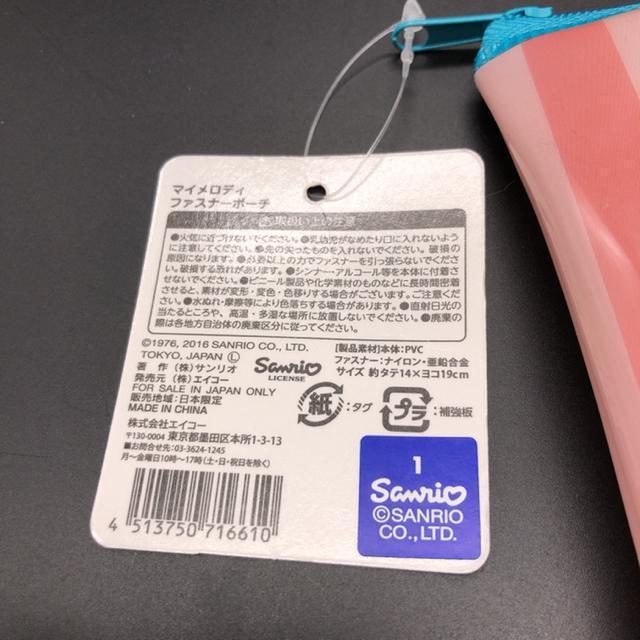 マイメロディ
ファスナーポーチ
お取扱い上の注意
●火気に近づけないでください。●乳幼児がなめたり口に入れないよう
に注意してください。●先の尖ったものを入れないでください。破損の
原因になります。●必要以上の力でファスナーを引っ張らないでくださ
い。破損する恐れがあります。●シンナー・アルコール等を本体に付着さ
せないでください。●ビニール製品や化学素材のものなどに長時間密着
させると、素材が変形・変色・色移りする場合がございます。ご注意くださ
い。●水ぬれ・摩擦等により色落ちする場合があります。●直射日光の
当たるところや、高温・多湿な場所に放置しないでください。●廃棄の
際は各地方自治体の廃棄区分に従ってください。
©1976, 2016 SANRIO CO., LTD.
TOKYO, JAPAN Ⓛ
著 作 (株)サンリオ
発売元 (株)エイコー
FOR SALE IN JAPAN ONLY
販売地域:日本限定
MADE IN CHINA
Sanrio
LICENSE
【製品素材】本体:PVC
ファスナー:ナイロン・亜鉛合金
サイズ 約タテ14×ヨコ19cm
紙:タグ
プラ:補強板
株式会社エイコー
〒130-0004 東京都墨田区本所1-3-13
■お問合せ先:03-3624-1245
月~金曜日10時~17時(土・日・祝日を除く)
4 513750 716610
1
Sanrio
©SANRIO
CO., LTD.